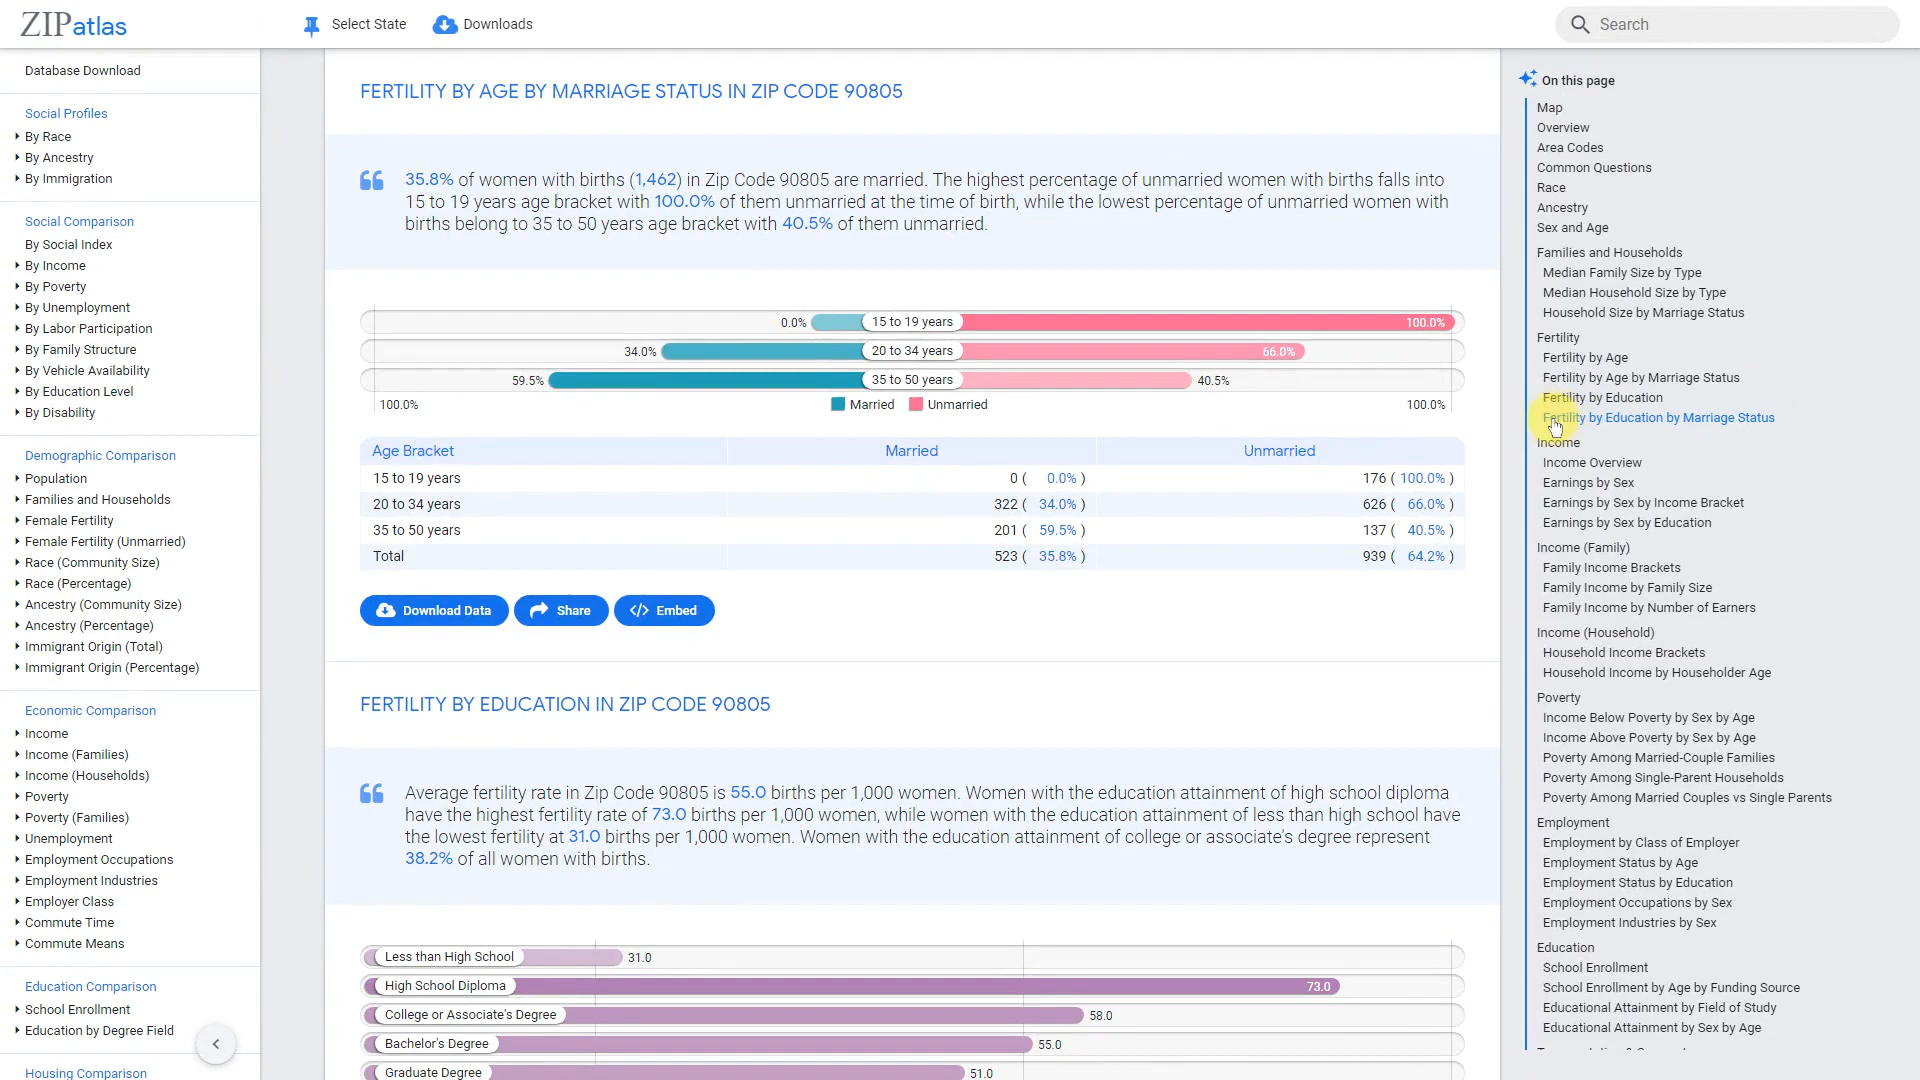 ZIPatlas
Select State
Downloads
Search
Database Download
Social Profiles
By Race
By Ancestry
By Immigration
Social Comparison
By Social Index
By Income
By Poverty
By Unemployment
By Labor Participation
By Family Structure
By Vehicle Availability
By Education Level
By Disability
Demographic Comparison
Population
Families and Households
Female Fertility
Female Fertility (Unmarried)
Race (Community Size)
Race (Percentage)
Ancestry (Community Size)
Ancestry (Percentage)
Immigrant Origin (Total)
Immigrant Origin (Percentage)
Economic Comparison
Income
Income (Families)
Income (Households)
Poverty
Poverty (Families)
Unemployment
Employment Occupations
Employment Industries
Employer Class
Commute Time
Commute Means
Education Comparison
School Enrollment
Education by Degree Field
Housing Comparison
FERTILITY BY AGE BY MARRIAGE STATUS IN ZIP CODE 90805
35.8% of women with births (1,462) in Zip Code 90805 are married. The highest percentage of unmarried women with births falls into
15 to 19 years age bracket with 100.0% of them unmarried at the time of birth, while the lowest percentage of unmarried women with
births belong to 35 to 50 years age bracket with 40.5% of them unmarried.
0.0% 15 to 19 years 100.0%
34.0% 20 to 34 years 66.0%
59.5% 35 to 50 years 40.5%
100.0% Married Unmarried 100.0%
Age Bracket Married Unmarried
15 to 19 years 0 ( 0.0% ) 176 ( 100.0% )
20 to 34 years 322 ( 34.0% ) 626 ( 66.0% )
35 to 50 years 201 ( 59.5% ) 137 ( 40.5% )
Total 523 ( 35.8% ) 939 ( 64.2% )
Download Data Share </> Embed
FERTILITY BY EDUCATION IN ZIP CODE 90805
Average fertility rate in Zip Code 90805 is 55.0 births per 1,000 women. Women with the education attainment of high school diploma
have the highest fertility rate of 73.0 births per 1,000 women, while women with the education attainment of less than high school have
the lowest fertility at 31.0 births per 1,000 women. Women with the education attainment of college or associate's degree represent
38.2% of all women with births.
Less than High School 31.0
High School Diploma 73.0
College or Associate's Degree 58.0
Bachelor's Degree 55.0
Graduate Degree 51.0
On this page
Map
Overview
Area Codes
Common Questions
Race
Ancestry
Sex and Age
Families and Households
Median Family Size by Type
Median Household Size by Type
Household Size by Marriage Status
Fertility
Fertility by Age
Fertility by Age by Marriage Status
Fertility by Education
Fertility by Education by Marriage Status
Income
Income Overview
Earnings by Sex
Earnings by Sex by Income Bracket
Earnings by Sex by Education
Income (Family)
Family Income Brackets
Family Income by Family Size
Family Income by Number of Earners
Income (Household)
Household Income Brackets
Household Income by Householder Age
Poverty
Income Below Poverty by Sex by Age
Income Above Poverty by Sex by Age
Poverty Among Married-Couple Families
Poverty Among Single-Parent Households
Poverty Among Married Couples vs Single Parents
Employment
Employment by Class of Employer
Employment Status by Age
Employment Status by Education
Employment Occupations by Sex
Employment Industries by Sex
Education
School Enrollment
School Enrollment by Age by Funding Source
Educational Attainment by Field of Study
Educational Attainment by Sex by Age